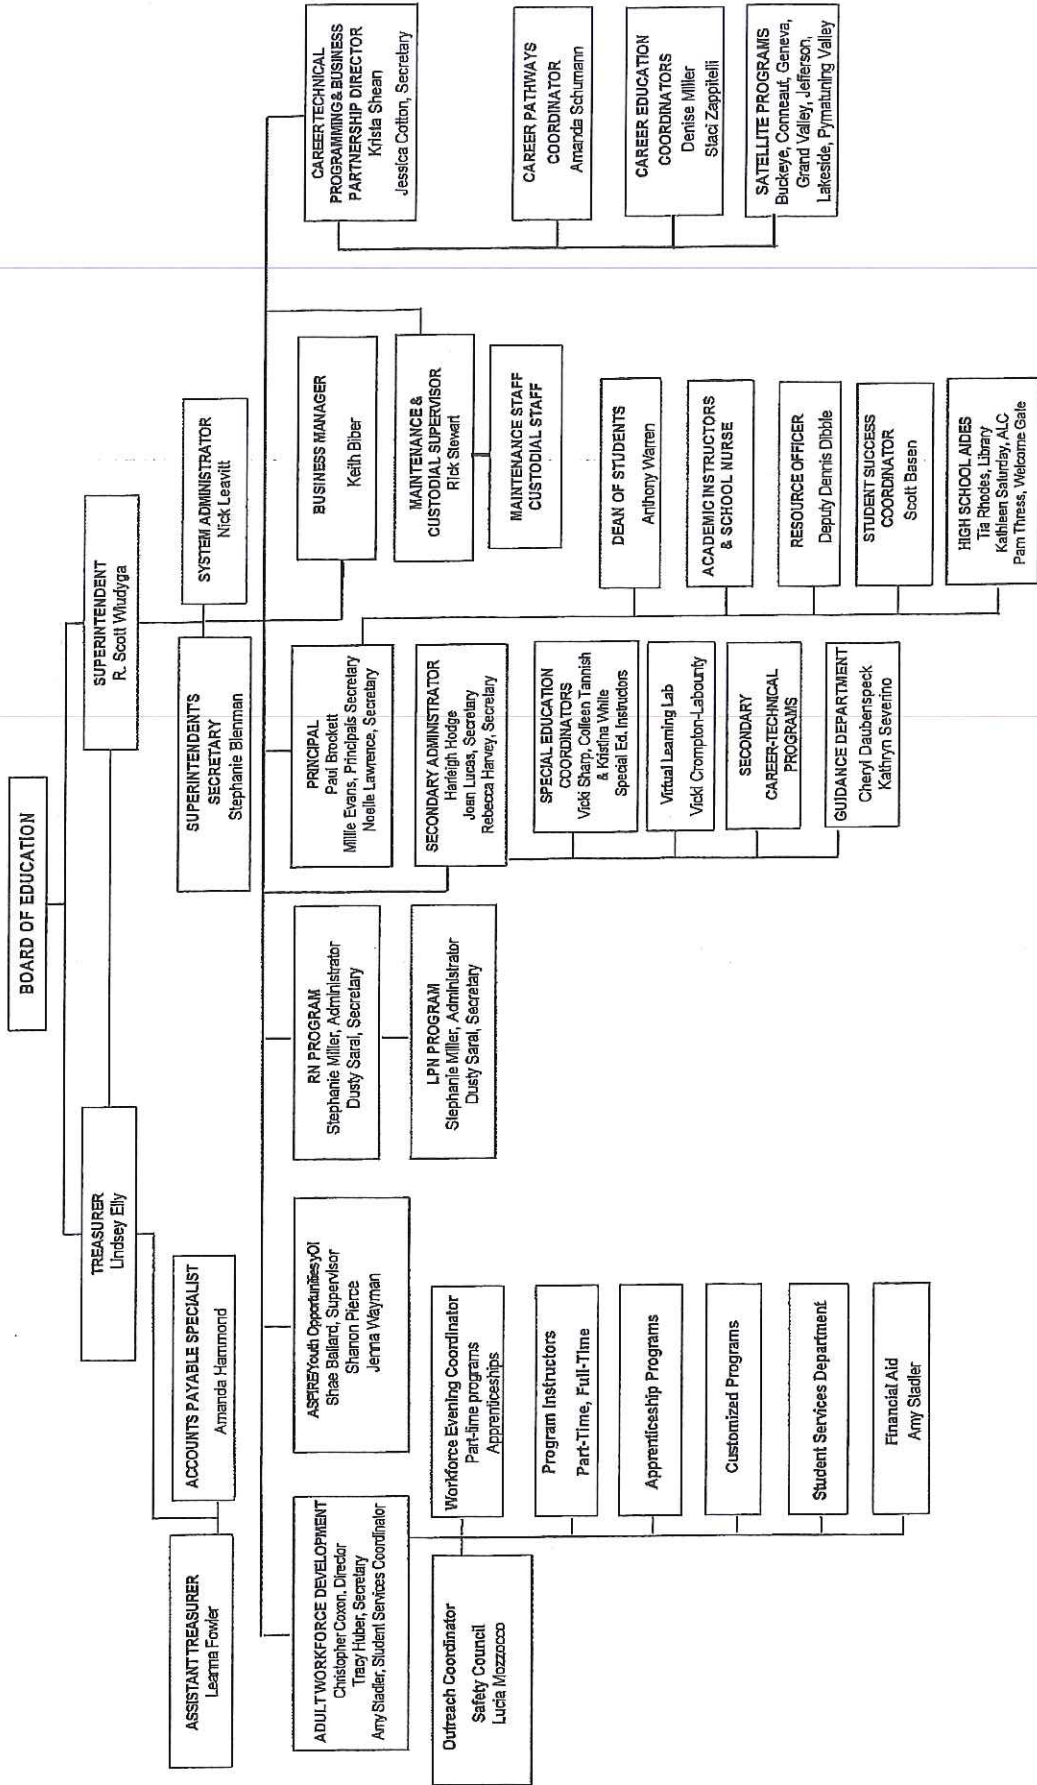 BOARD OF EDUCATION
TREASURER
Lindsey Elly
SUPERINTENDENT
R. Scott Wludyga
ASSISTANT TREASURER
Leanna Fowler
ACCOUNTS PAYABLE SPECIALIST
Amanda Hammond
SUPERINTENDENT'S
SECRETARY
Stephanie Blenman
SYSTEM ADMINISTRATOR
Nick Leavitt
ADULT WORKFORCE DEVELOPMENT
Christopher Coxon, Director
Tracy Huber, Secretary
Amy Stadler, Student Services Coordinator
Outreach Coordinator
Safety Council
Lucia Mozzocco
Workforce Evening Coordinator
Part-time programs
Apprenticeships
Program Instructors
Part-Time, Full-Time
Apprenticeship Programs
Customized Programs
Student Services Department
Financial Aid
Amy Stadler
ASPIRE/Youth OpportunitiesyOI
Shae Ballard, Supervisor
Shanon Pierce
Jenna Wayman
RN PROGRAM
Stephanie Miller, Administrator
Dusty Saral, Secretary
LPN PROGRAM
Stephanie Miller, Administrator
Dusty Saral, Secretary
PRINCIPAL
Paul Brockett
Millie Evans, Principals Secretary
Noelle Lawrence, Secretary
SECONDARY ADMINISTRATOR
Harleigh Hodge
Joan Lucas, Secretary
Rebecca Harvey, Secretary
SPECIAL EDUCATION
COORDINATORS
Vicki Sharp, Colleen Tannish
& Kristina White
Special Ed. Instructors
Virtual Learning Lab
Vicki Crompton-Labounty
SECONDARY
CAREER-TECHNICAL
PROGRAMS
GUIDANCE DEPARTMENT
Cheryl Daubenspeck
Kathryn Severino
BUSINESS MANAGER
Keith Biber
MAINTENANCE &
CUSTODIAL SUPERVISOR
Rick Stewart
MAINTENANCE STAFF
CUSTODIAL STAFF
DEAN OF STUDENTS
Anthony Warren
ACADEMIC INSTRUCTORS
& SCHOOL NURSE
RESOURCE OFFICER
Deputy Dennis Dibble
STUDENT SUCCESS
COORDINATOR
Scott Basen
HIGH SCHOOL AIDES
Tia Rhodes, Library
Kathleen Saturday, ALC
Pam Thress, Welcome Gate
CAREER TECHNICAL
PROGRAMMING & BUSINESS
PARTNERSHIP DIRECTOR
Krista Shean
Jessica Cotton, Secretary
CAREER PATHWAYS
COORDINATOR
Amanda Schumann
CAREER EDUCATION
COORDINATORS
Denise Miller
Staci Zappitelli
SATELLITE PROGRAMS
Buckeye, Conneaut, Geneva,
Grand Valley, Jefferson,
Lakeside, Pymatuning Valley